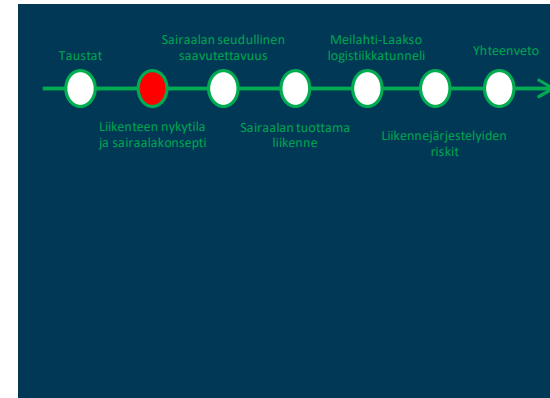 Taustat
Liikenteen nykytila
ja sairaalakonsepti
Sairaalan seudullinen
saavutettavuus
Sairaalan tuottama
liikenne
Meilahti-Laakso
logistiikkatunneli
Liikennejärjestelyiden
riskit
Yhteenveto